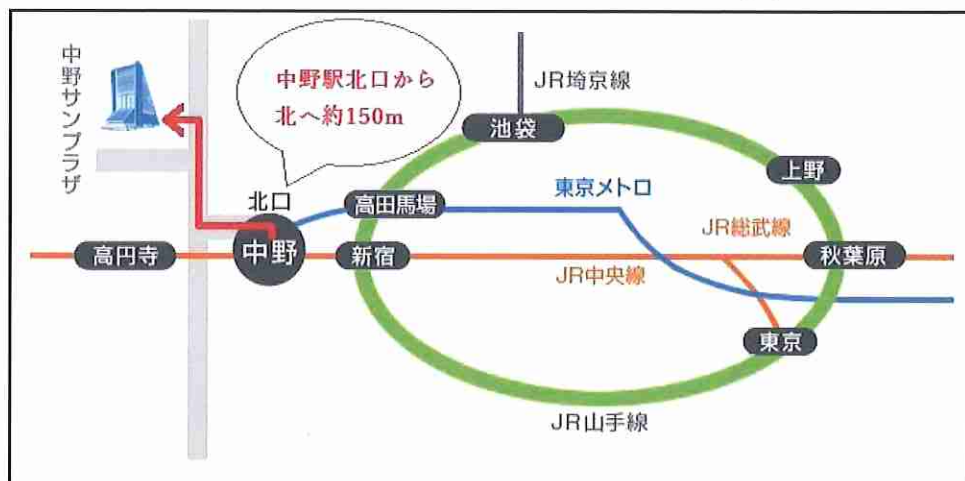 中野サンプラザ
中野駅北口から
北へ約150m
JR埼京線
池袋
上野
北口
高田馬場
東京メトロ
JR総武線
高円寺
中野
新宿
JR中央線
秋葉原
東京
JR山手線